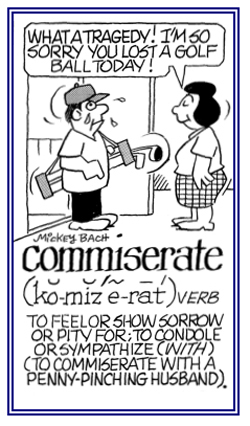 WHAT A TRAGEDY! I'M SO
SORRY YOU LOST A GOLF
BALL TODAY!
MICKEY BACH
commiserate
(kŏ-miz´ẽ-rāt´) VERB
TO FEEL OR SHOW SORROW
OR PITY FOR; TO CONDOLE
OR SYMPATHIZE (WITH)
(TO COMMISERATE WITH A
PENNY-PINCHING HUSBAND).